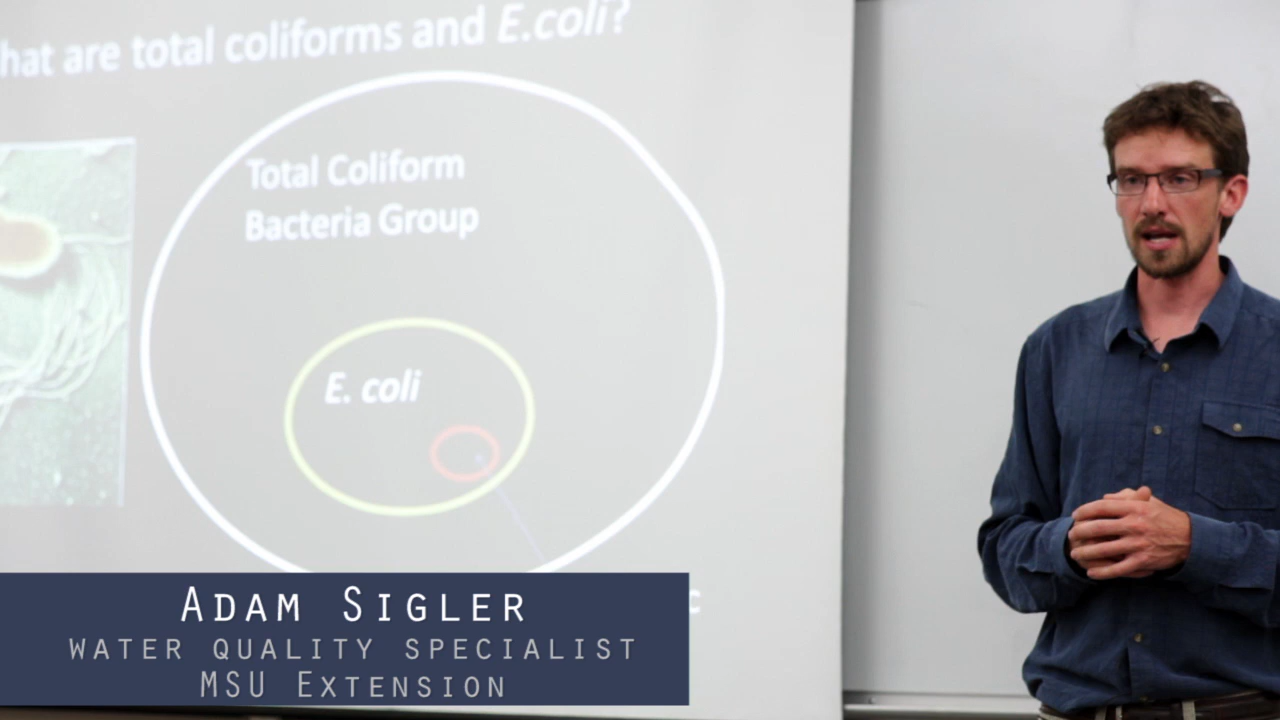 hat are total coliforms and E.coli?
Total Coliform
Bacteria Group
E. coli
c
ADAM SIGLER
WATER QUALITY SPECIALIST
MSU EXTENSION